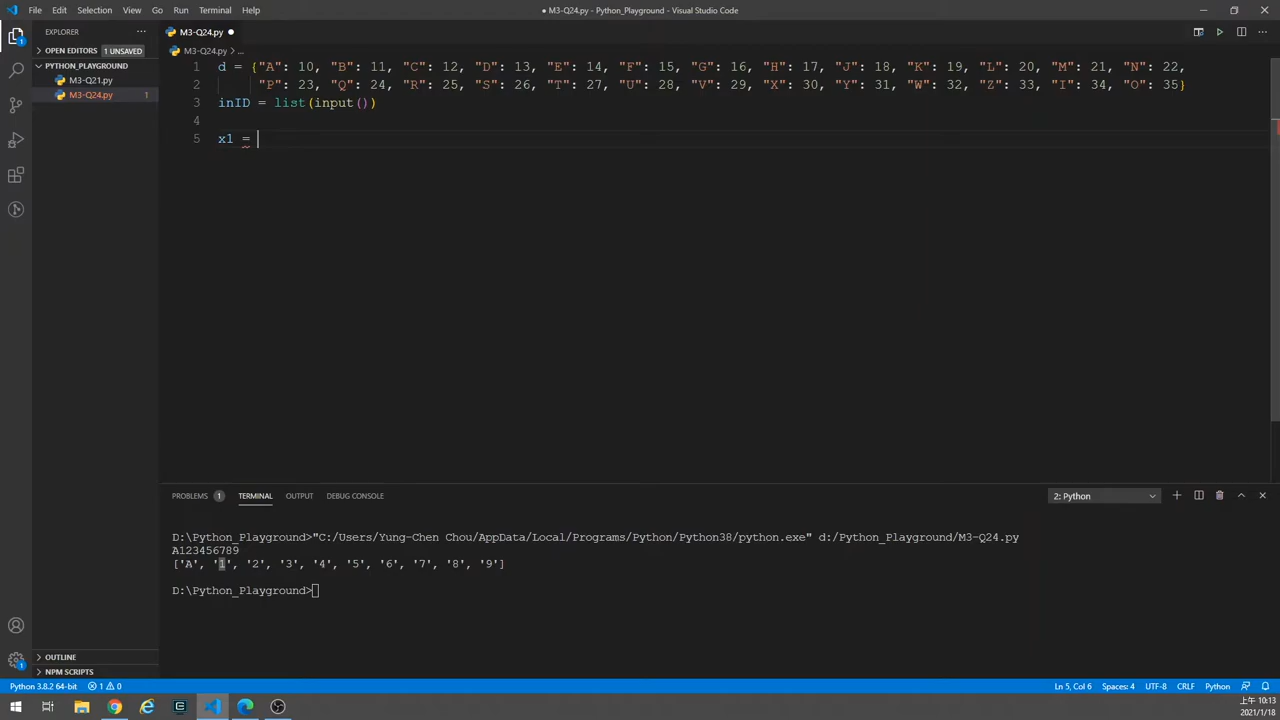 File Edit Selection View Go Run Terminal Help
● M3-Q24.py - Python_Playground - Visual Studio Code
EXPLORER
OPEN EDITORS 1 UNSAVED
PYTHON_PLAYGROUND
M3-Q21.py
M3-Q24.py 1
OUTLINE
NPM SCRIPTS
M3-Q24.py ●
M3-Q24.py > ...
1 d = {"A": 10, "B": 11, "C": 12, "D": 13, "E": 14, "F": 15, "G": 16, "H": 17, "J": 18, "K": 19, "L": 20, "M": 21, "N": 22,
2 "P": 23, "Q": 24, "R": 25, "S": 26, "T": 27, "U": 28, "V": 29, "X": 30, "Y": 31, "W": 32, "Z": 33, "I": 34, "O": 35}
3 inID = list(input())
4
5 x1 =
PROBLEMS 1 TERMINAL OUTPUT DEBUG CONSOLE
2: Python
D:\Python_Playground>"C:/Users/Yung-Chen Chou/AppData/Local/Programs/Python/Python38/python.exe" d:/Python_Playground/M3-Q24.py
A123456789
['A', '1', '2', '3', '4', '5', '6', '7', '8', '9']
D:\Python_Playground>
Python 3.8.2 64-bit 1 0
Ln 5, Col 6 Spaces: 4 UTF-8 CRLF Python
上午 10:13
2021/1/18